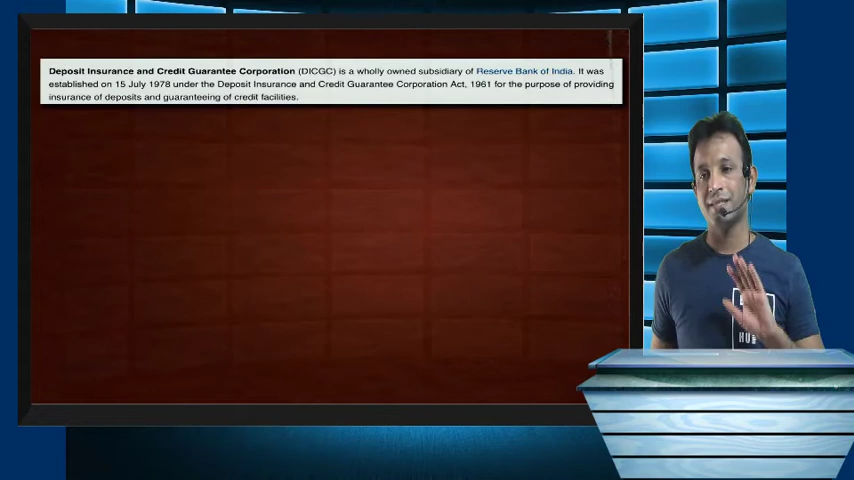 Deposit Insurance and Credit Guarantee Corporation (DICGC) is a wholly owned subsidiary of Reserve Bank of India. It was
established on 15 July 1978 under the Deposit Insurance and Credit Guarantee Corporation Act, 1961 for the purpose of providing
insurance of deposits and guaranteeing of credit facilities.